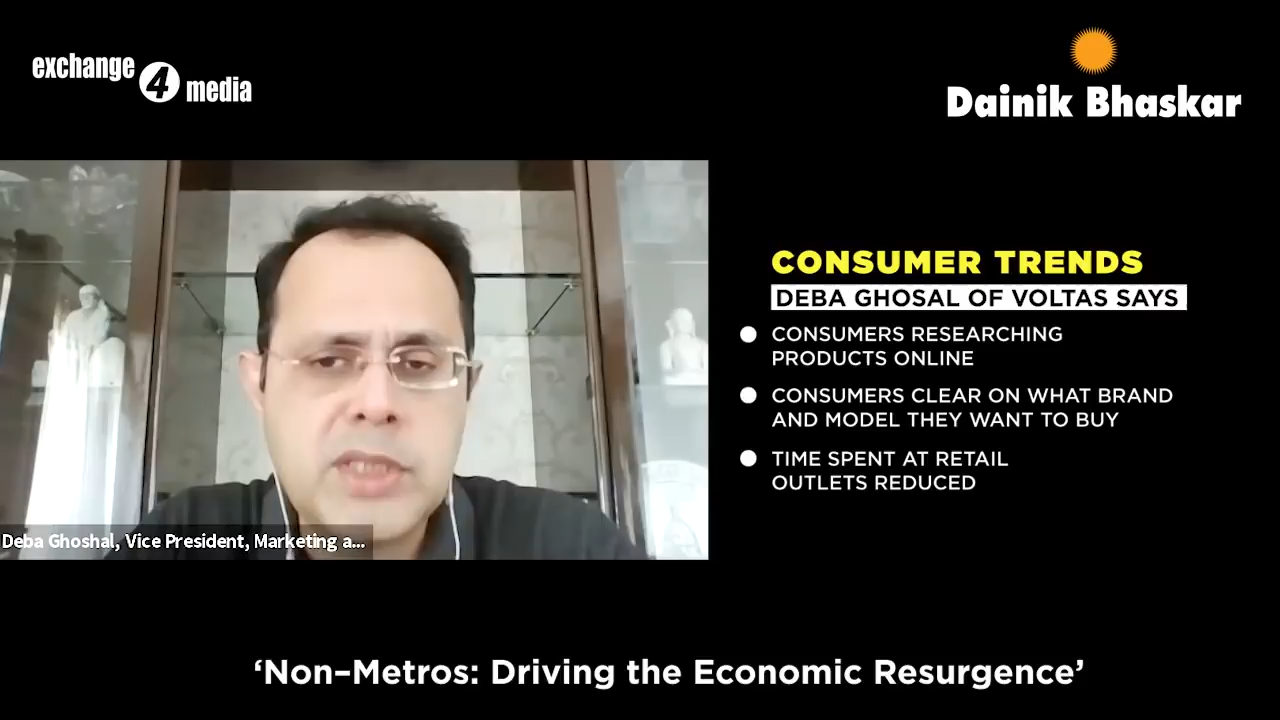 exchange
4
media
Dainik Bhaskar
CONSUMER TRENDS
DEBA GHOSAL OF VOLTAS SAYS
CONSUMERS RESEARCHING
PRODUCTS ONLINE
CONSUMERS CLEAR ON WHAT BRAND
AND MODEL THEY WANT TO BUY
TIME SPENT AT RETAIL
OUTLETS REDUCED
Deba Ghoshal, Vice President, Marketing a...
‘Non–Metros: Driving the Economic Resurgence’